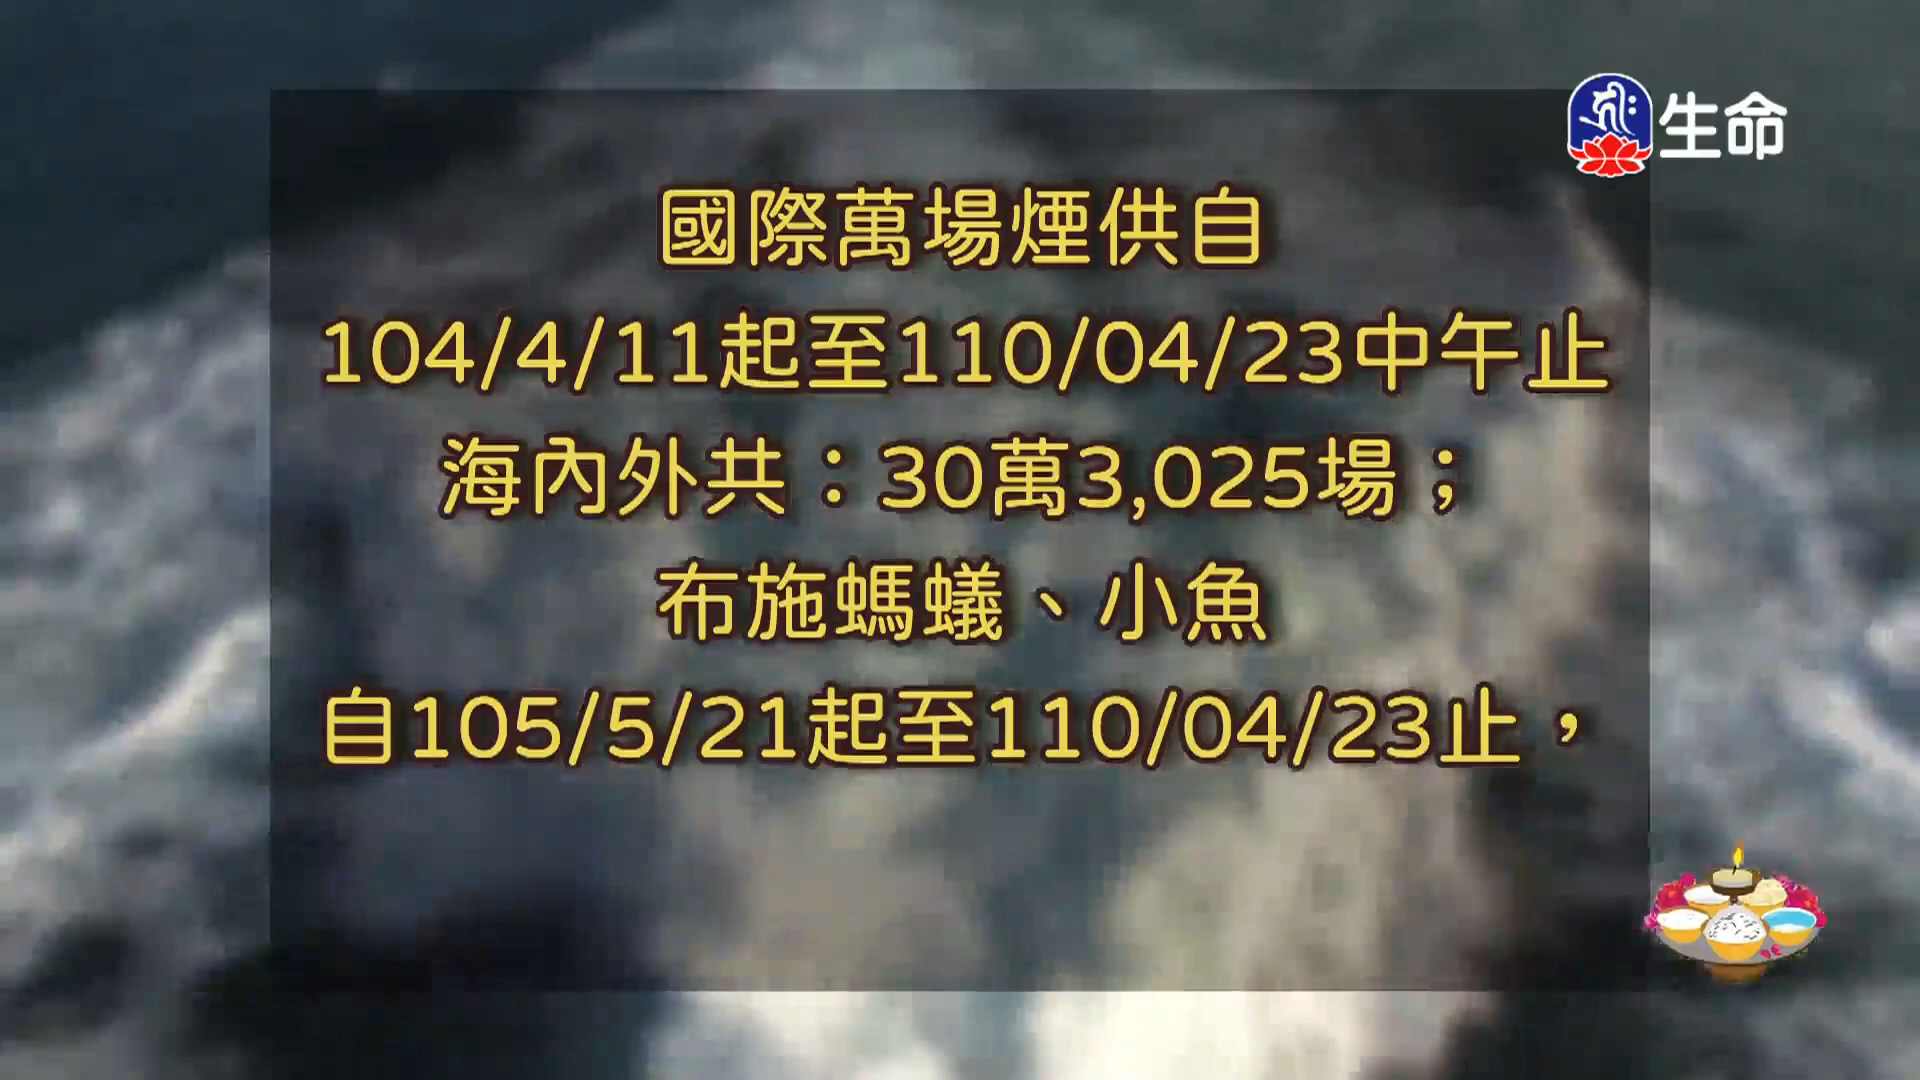 生命
國際萬場煙供自
104/4/11起至110/04/23中午止
海內外共：30萬3,025場；
布施螞蟻、小魚
自105/5/21起至110/04/23止，